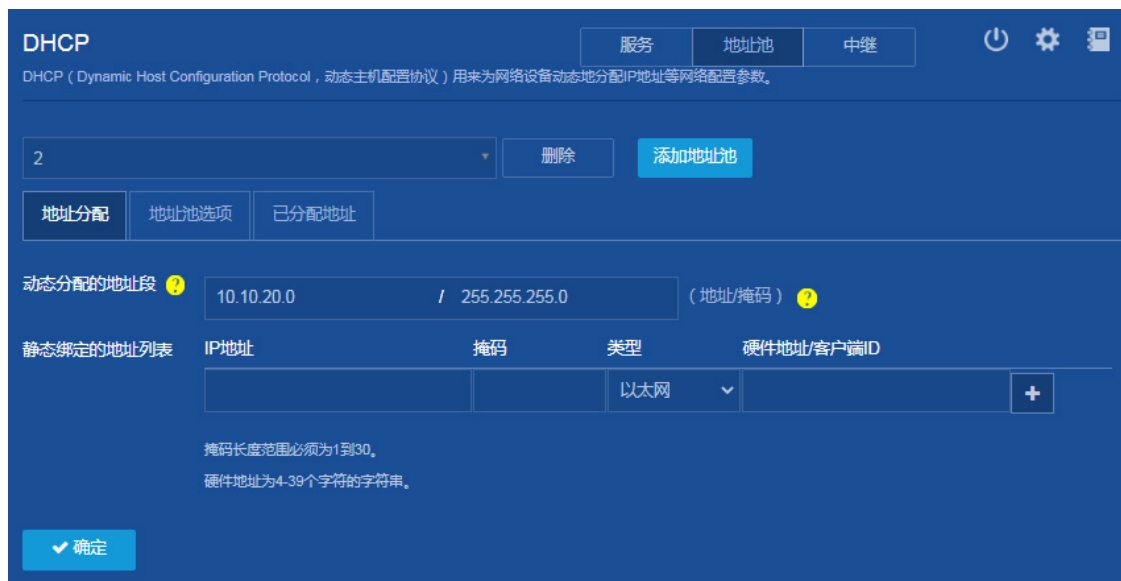 DHCP 服务 地址池 中继
DHCP（Dynamic Host Configuration Protocol，动态主机配置协议）用来为网络设备动态地分配IP地址等网络配置参数。
2 删除 添加地址池
地址分配 地址池选项 已分配地址
动态分配的地址段 ? 10.10.20.0 / 255.255.255.0 （地址/掩码） ?
静态绑定的地址列表 IP地址 掩码 类型 硬件地址/客户端ID
以太网 +
掩码长度范围必须为1到30。
硬件地址为4-39个字符的字符串。
确定